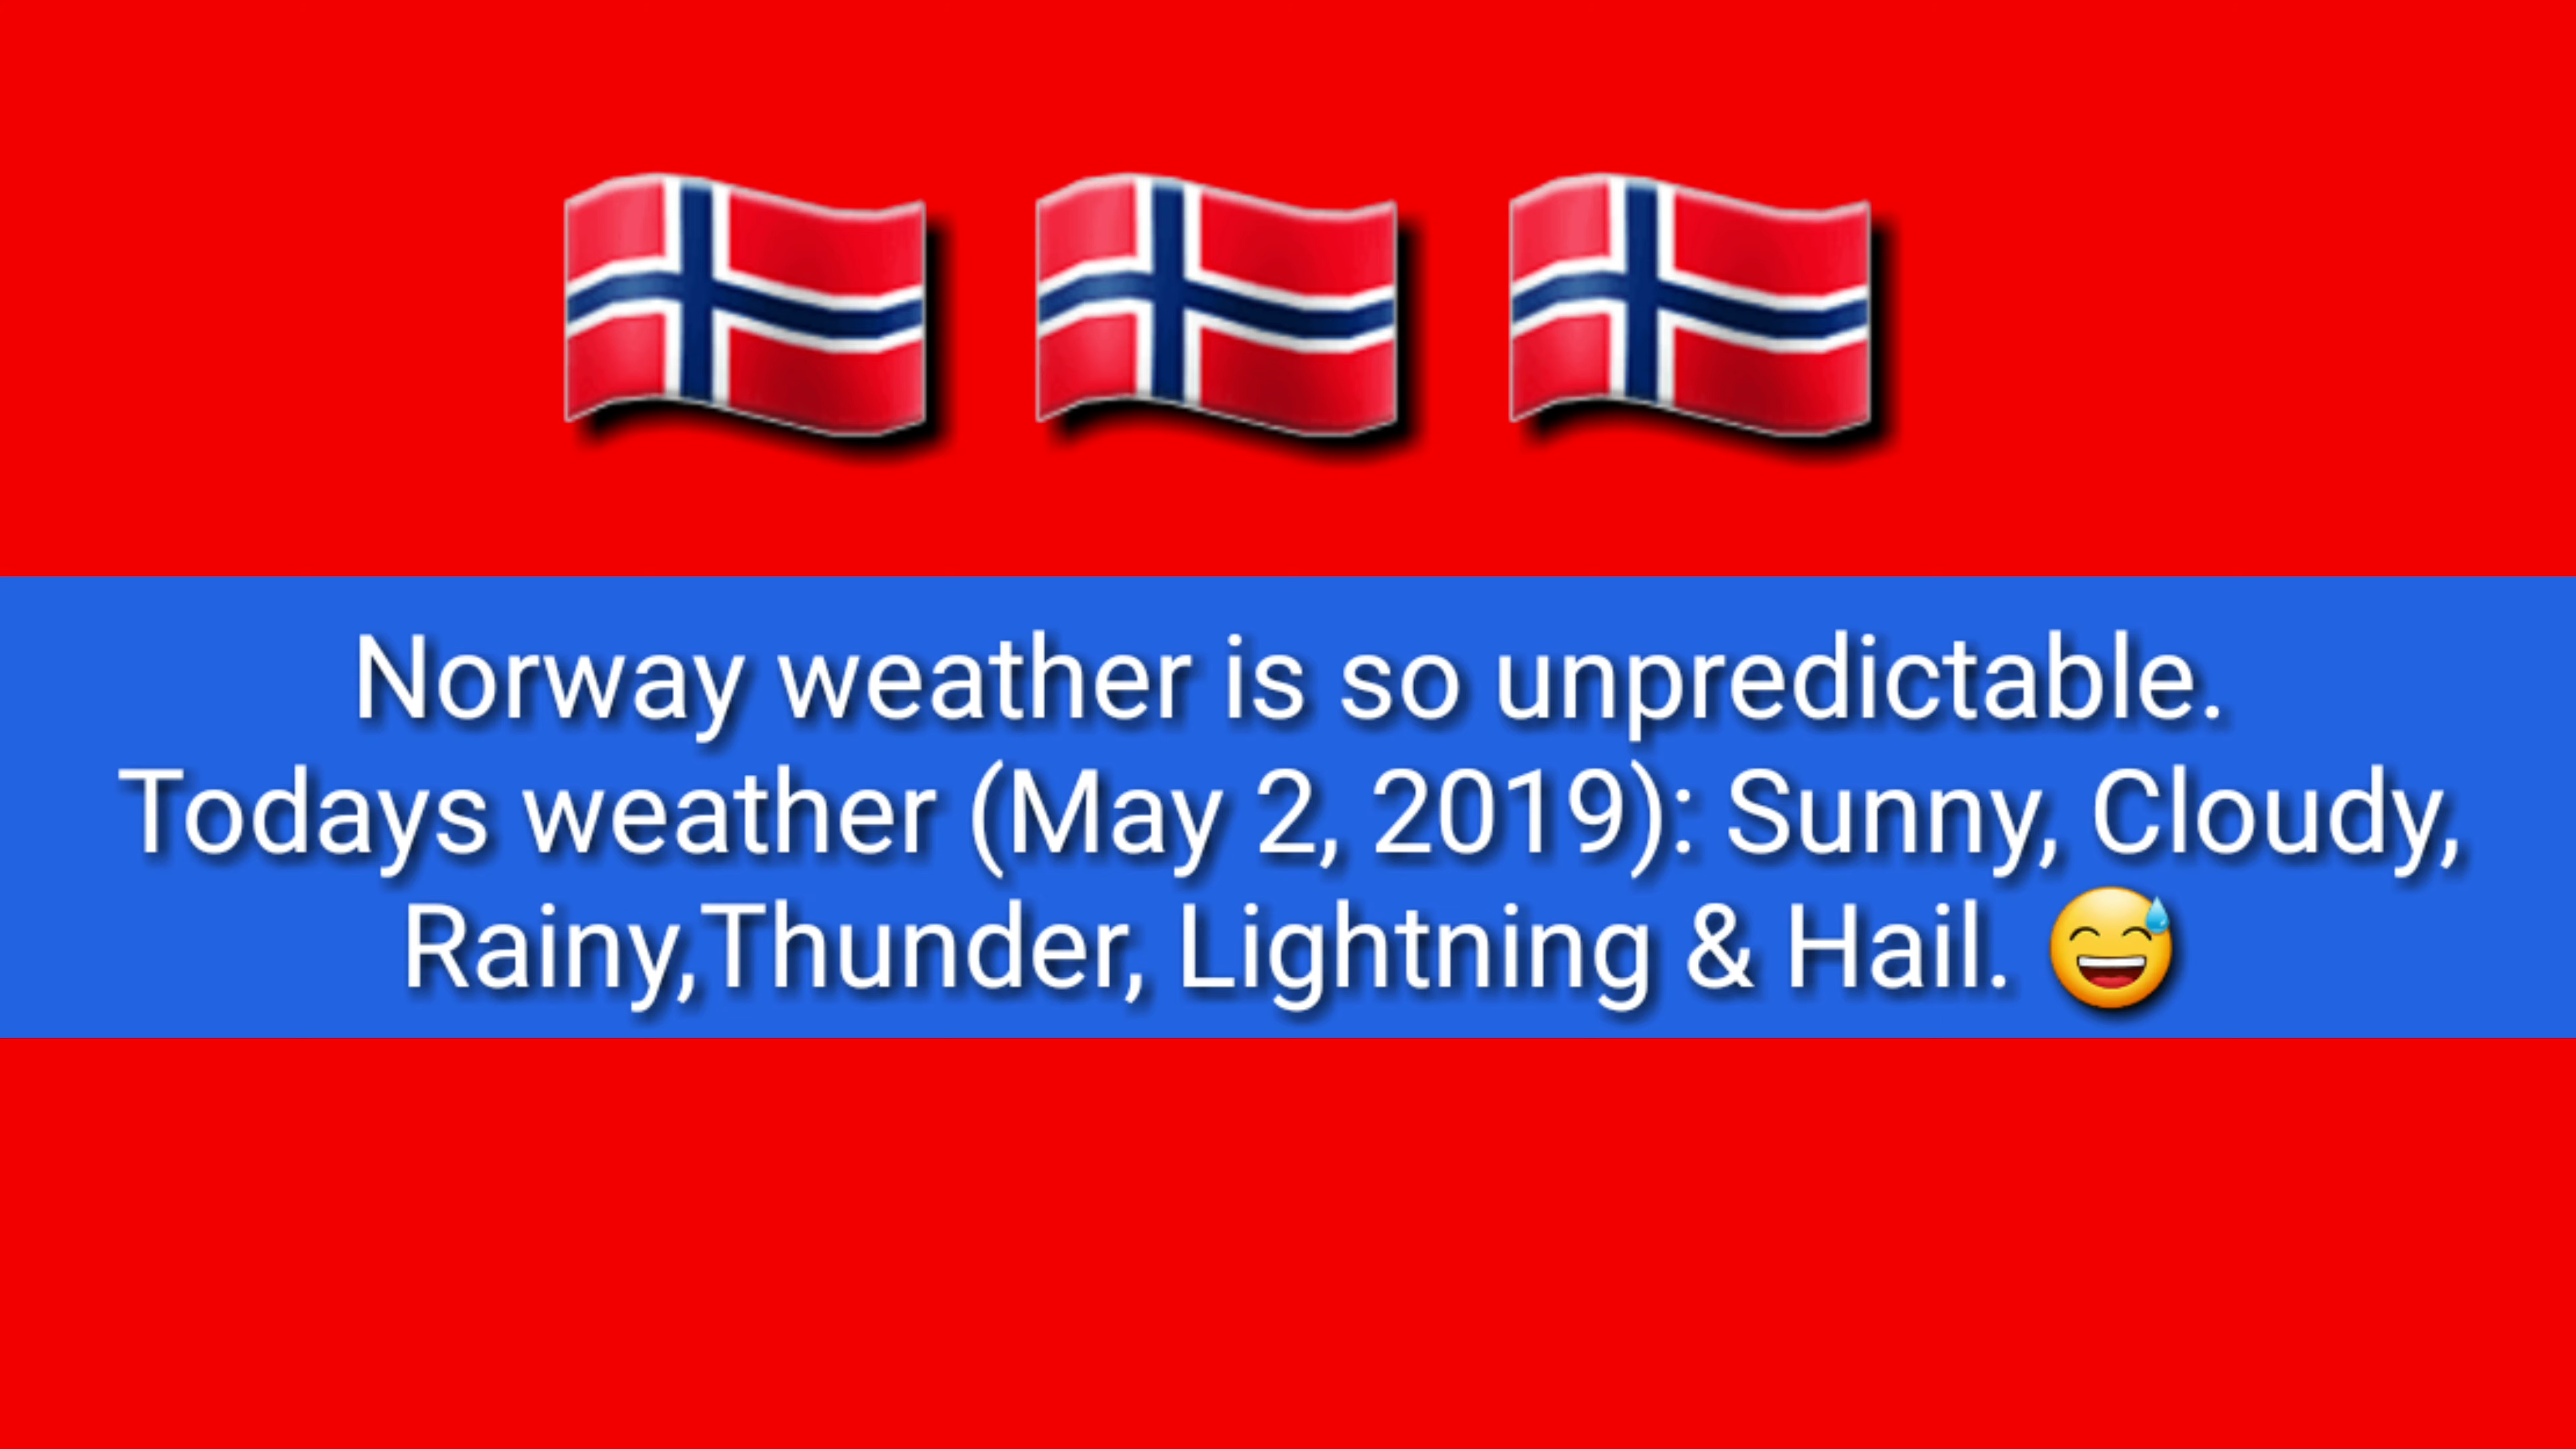 🇳🇴 🇳🇴 🇳🇴
Norway weather is so unpredictable.
Todays weather (May 2, 2019): Sunny, Cloudy,
Rainy,Thunder, Lightning & Hail. 😅